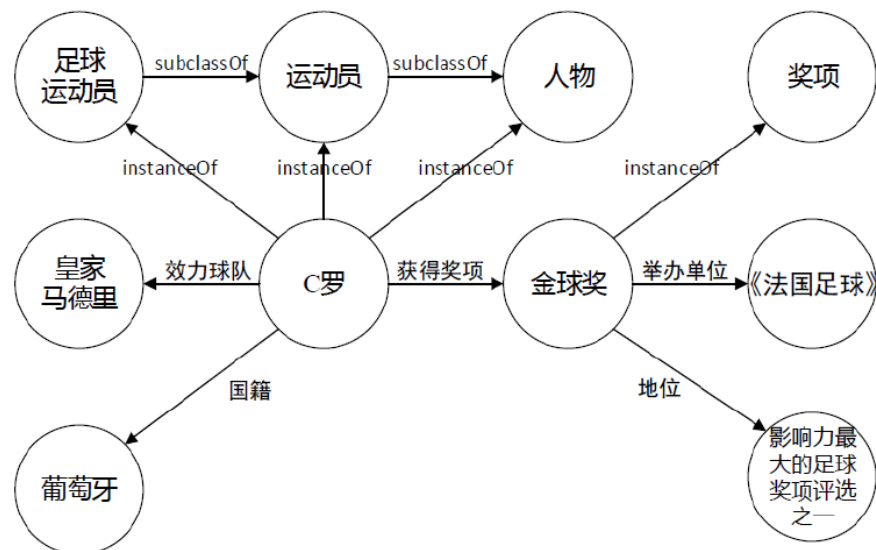 足球
运动员
subclassOf
运动员
subclassOf
人物
奖项
instanceOf
instanceOf
instanceOf
instanceOf
皇家
马德里
效力球队
C罗
获得奖项
金球奖
举办单位
《法国足球》
国籍
地位
葡萄牙
影响力最
大的足球
奖项评选
之一